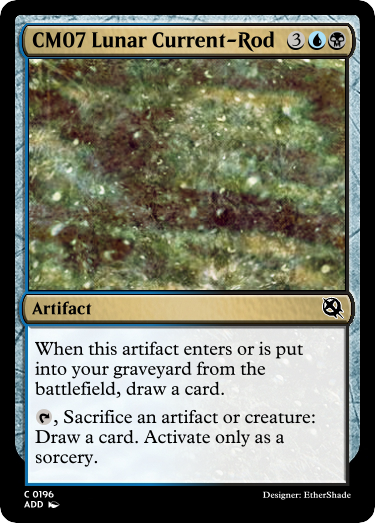 CM07 Lunar Current-Rod 3
Artifact
When this artifact enters or is put
into your graveyard from the
battlefield, draw a card.
, Sacrifice an artifact or creature:
Draw a card. Activate only as a
sorcery.
C 0196
ADD
Designer: EtherShade